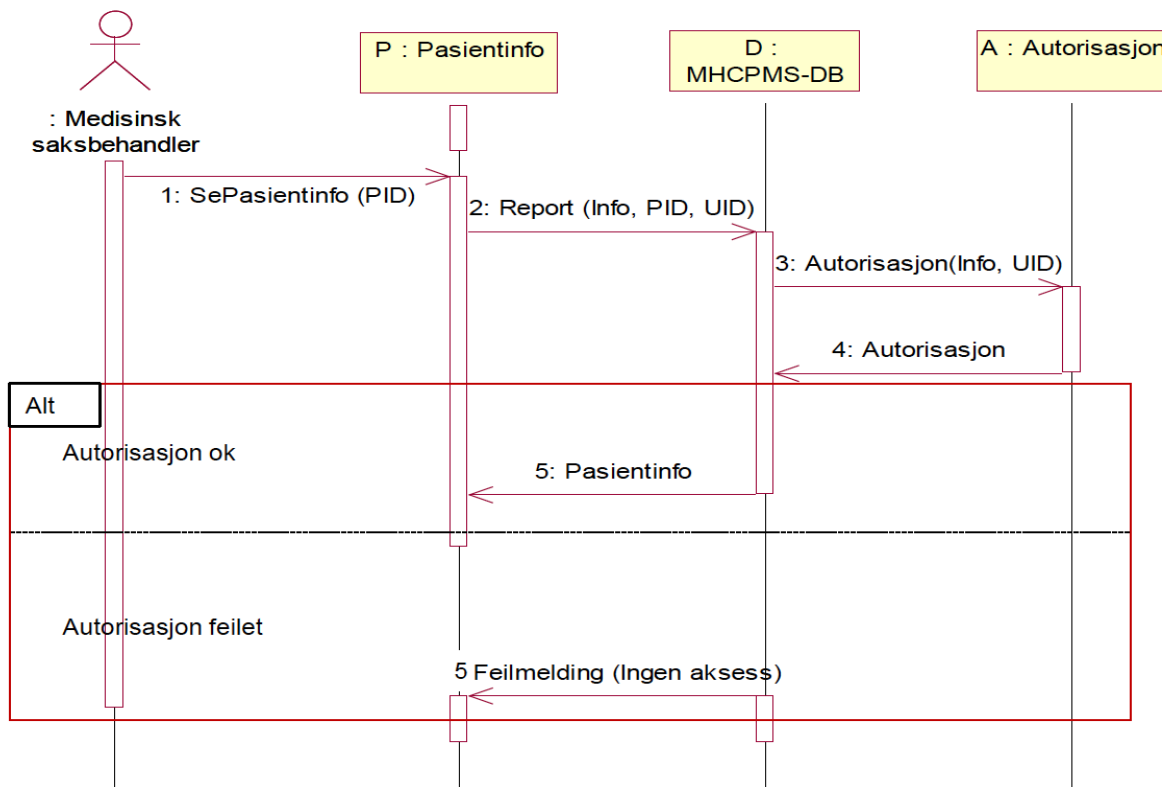 P : Pasientinfo
D :
MHCPMS-DB
A : Autorisasjon
: Medisinsk
saksbehandler
1: SePasientinfo (PID)
2: Report (Info, PID, UID)
3: Autorisasjon(Info, UID)
4: Autorisasjon
Alt
Autorisasjon ok
5: Pasientinfo
Autorisasjon feilet
5 Feilmelding (Ingen aksess)